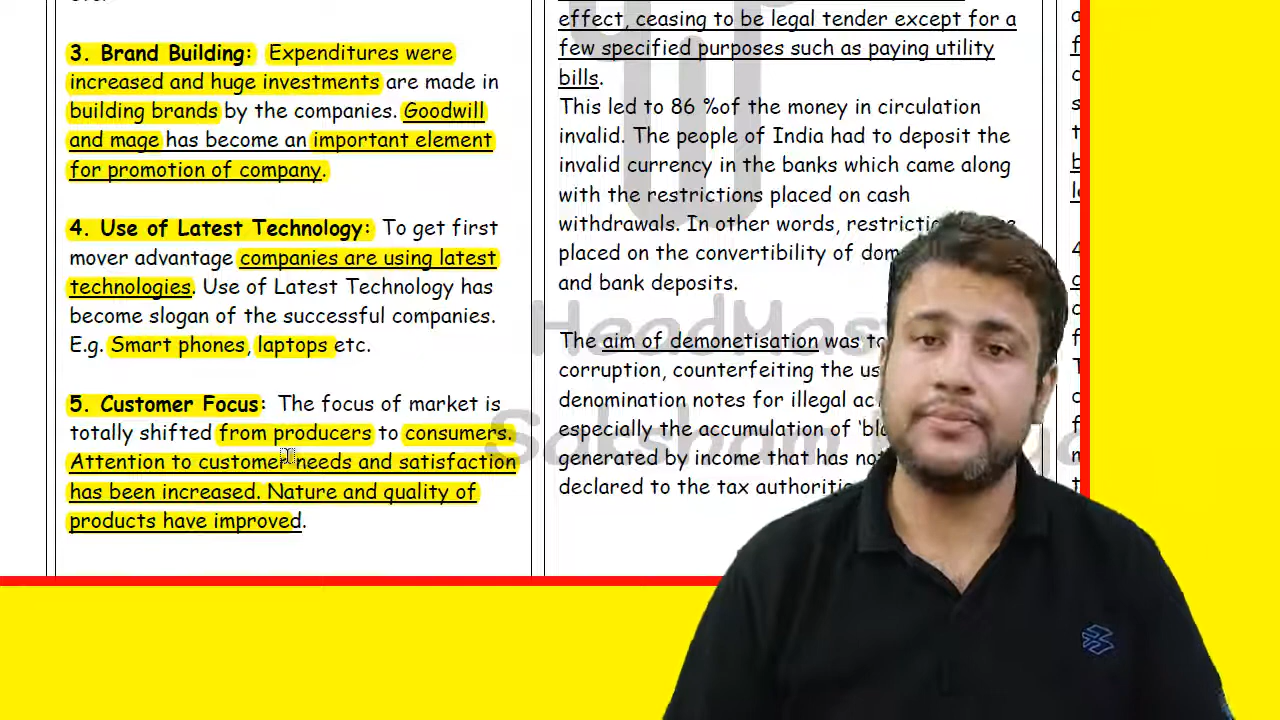 3. Brand Building: Expenditures were
increased and huge investments are made in
building brands by the companies. Goodwill
and mage has become an important element
for promotion of company.
4. Use of Latest Technology: To get first
mover advantage companies are using latest
technologies. Use of Latest Technology has
become slogan of the successful companies.
E.g. Smart phones, laptops etc.
5. Customer Focus: The focus of market is
totally shifted from producers to consumers.
Attention to customer needs and satisfaction
has been increased. Nature and quality of
products have improved.
effect, ceasing to be legal tender except for a
few specified purposes such as paying utility
bills.
This led to 86 %of the money in circulation
invalid. The people of India had to deposit the
invalid currency in the banks which came along
with the restrictions placed on cash
withdrawals. In other words,
placed on the convertibility of
and bank deposits.
The aim of demonetisation was
corruption, counterfeiting the
denomination notes for illegal
especially the accumulation of
generated by income that has
declared to the tax
Saksham